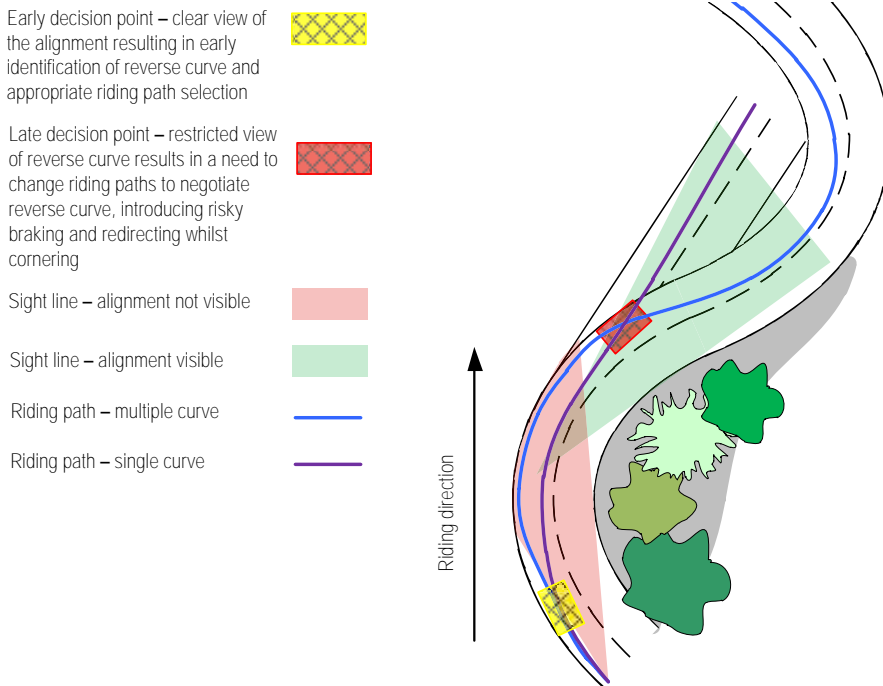 Early decision point – clear view of
the alignment resulting in early
identification of reverse curve and
appropriate riding path selection
Late decision point – restricted view
of reverse curve results in a need to
change riding paths to negotiate
reverse curve, introducing risky
braking and redirecting whilst
cornering
Sight line – alignment not visible
Sight line – alignment visible
Riding path – multiple curve
Riding path – single curve
Riding direction